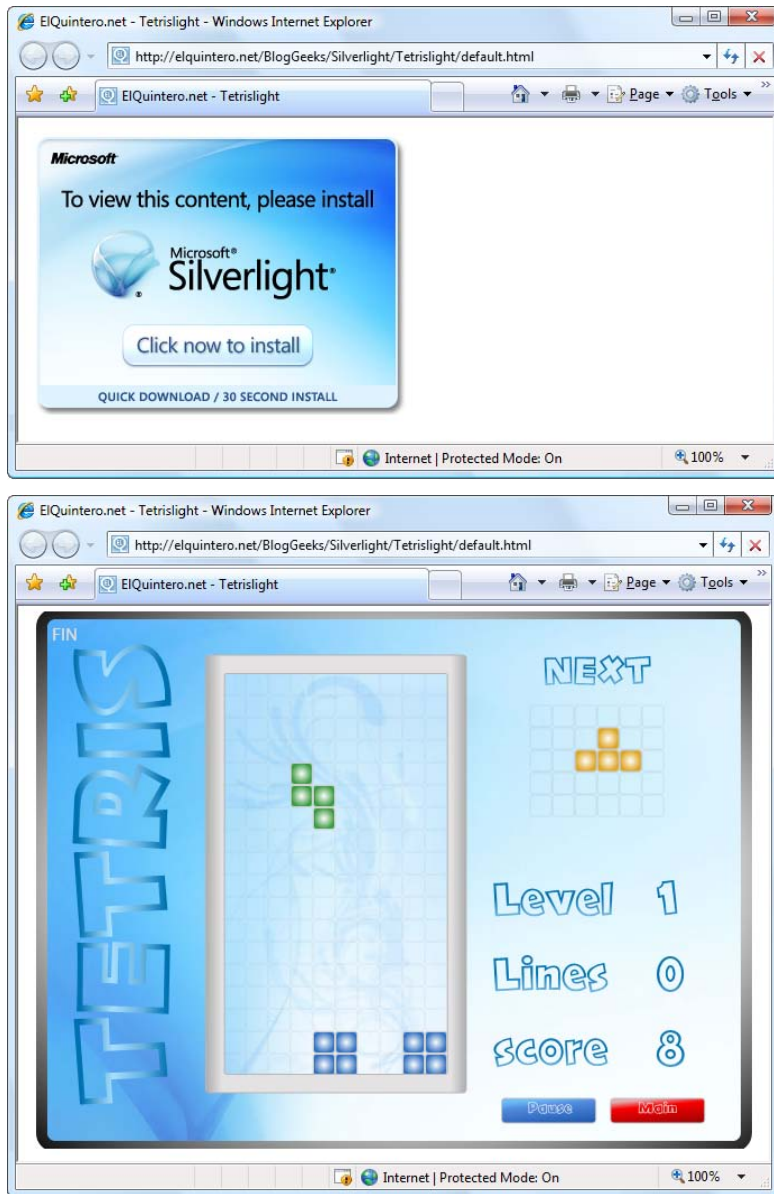 ElQuintero.net - Tetrislight - Windows Internet Explorer
http://elquintero.net/BlogGeeks/Silverlight/Tetrislight/default.html
ElQuintero.net - Tetrislight
Page
Tools
Microsoft
To view this content, please install
Microsoft®
Silverlight®
Click now to install
QUICK DOWNLOAD / 30 SECOND INSTALL
Internet | Protected Mode: On
100%
ElQuintero.net - Tetrislight - Windows Internet Explorer
http://elquintero.net/BlogGeeks/Silverlight/Tetrislight/default.html
ElQuintero.net - Tetrislight
Page
Tools
FIN
TETRIS
NEXT
Level 1
Lines 0
score 8
Pause
Main
Internet | Protected Mode: On
100%